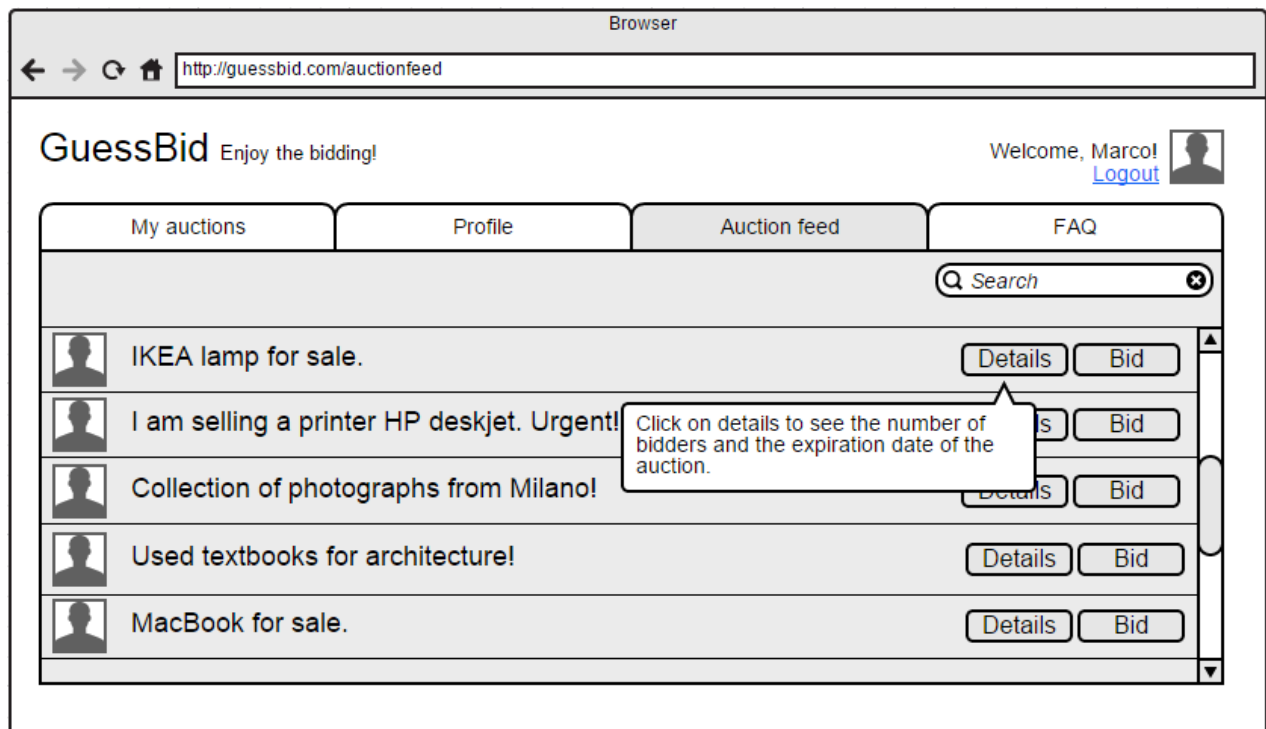 Browser
http://guessbid.com/auctionfeed
GuessBid Enjoy the bidding!
Welcome, Marco!
Logout
My auctions Profile Auction feed FAQ
Search
IKEA lamp for sale. Details Bid
I am selling a printer HP deskjet. Urgent! Bid
Click on details to see the number of
bidders and the expiration date of the
auction.
Collection of photographs from Milano! Details Bid
Used textbooks for architecture! Details Bid
MacBook for sale. Details Bid